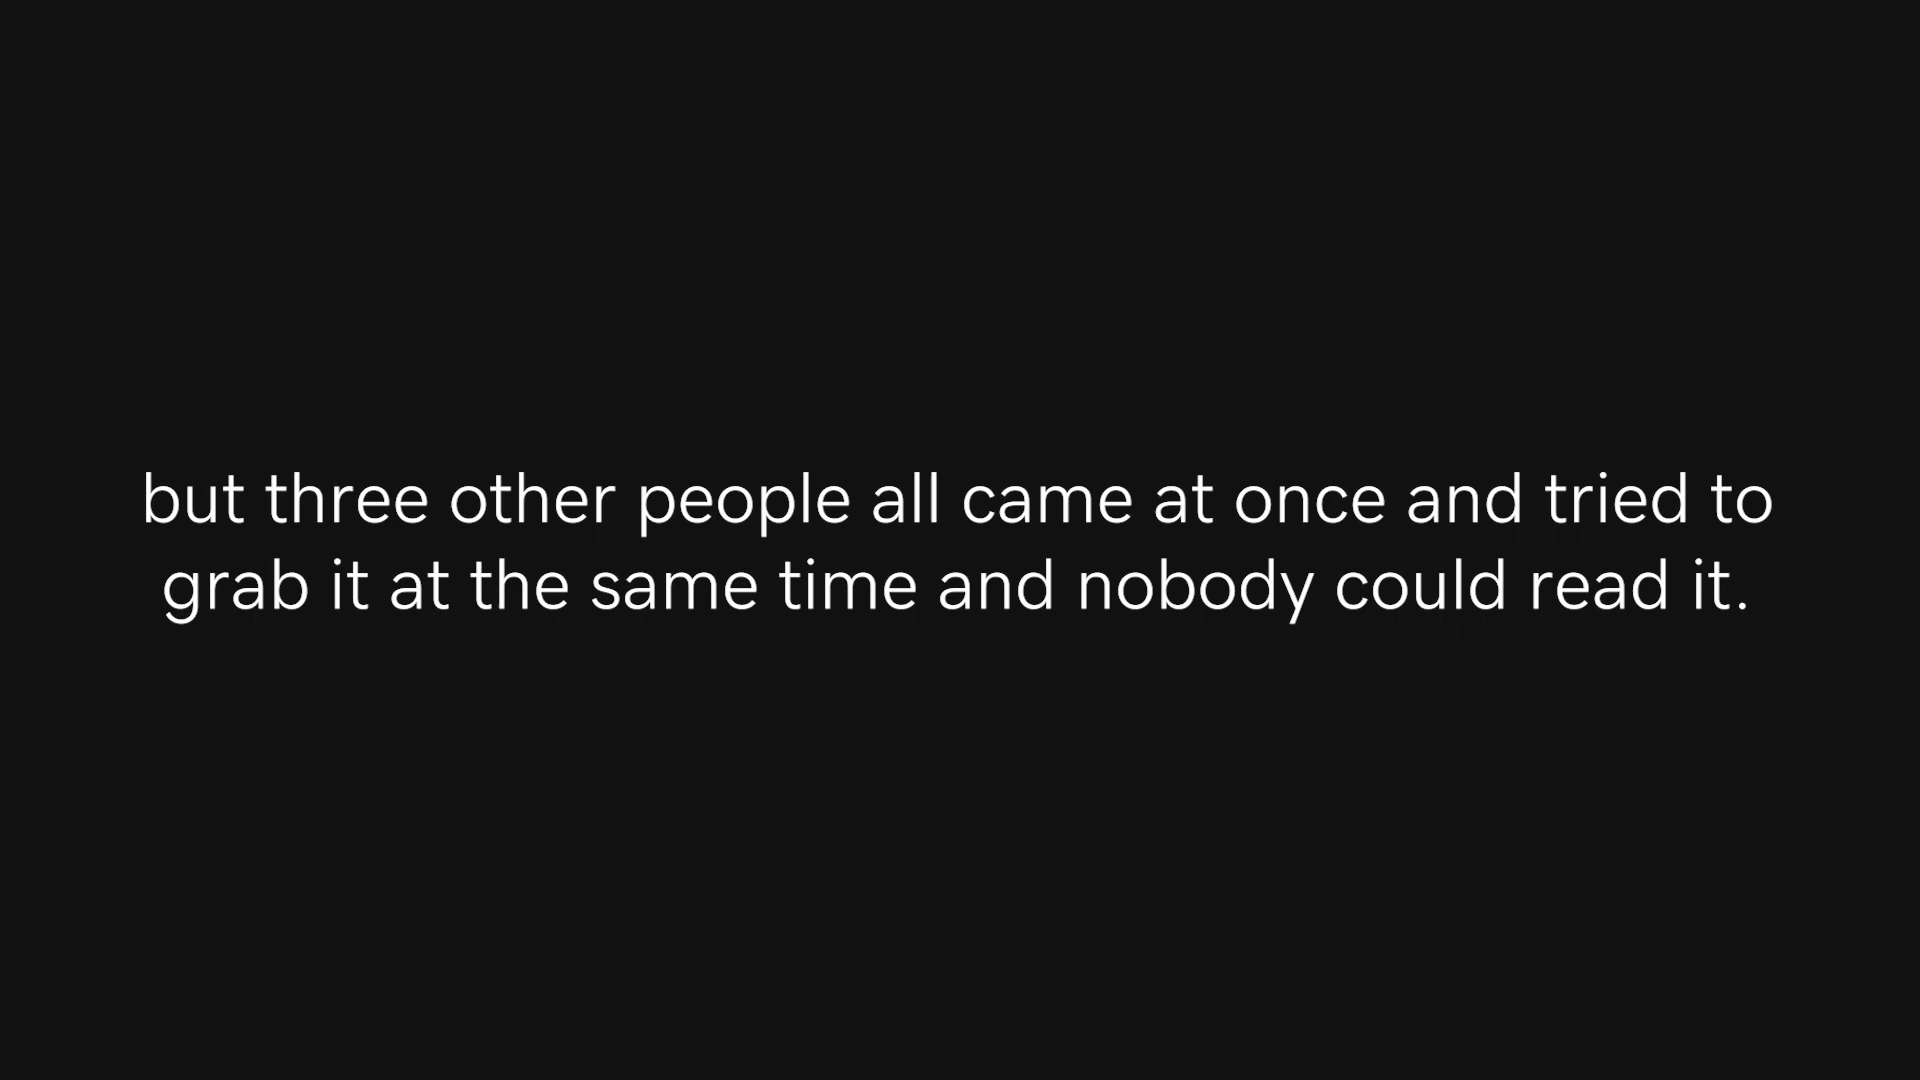 but three other people all came at once and tried to
grab it at the same time and nobody could read it.